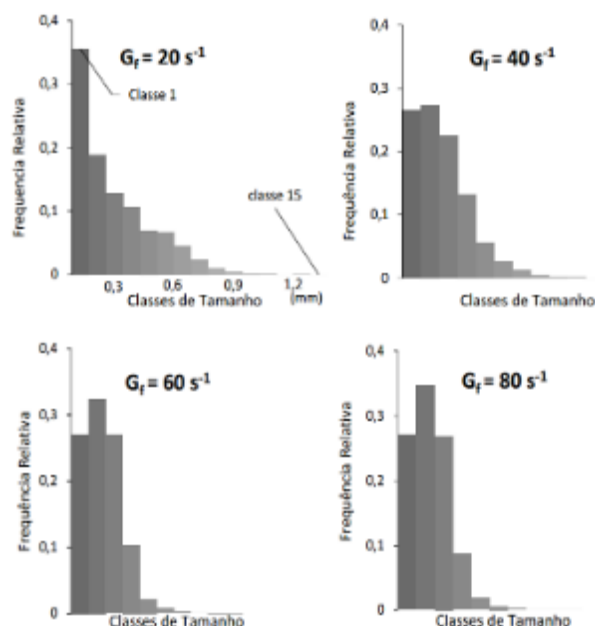 0,4
G_f = 20 s⁻¹
Classe 1
0,3
Frequencia Relativa
0,2
classe 15
0,1
0
0,3 0,6 0,9 1,2
(mm)
Classes de Tamanho
0,4
G_f = 40 s⁻¹
0,3
Frequência Relativa
0,2
0,1
0
Classes de Tamanho
0,4
G_f = 60 s⁻¹
0,3
Frequência Relativa
0,2
0,1
0
Classes de Tamanho
0,4
G_f = 80 s⁻¹
0,3
Frequência Relativa
0,2
0,1
0
Classes de Tamanho